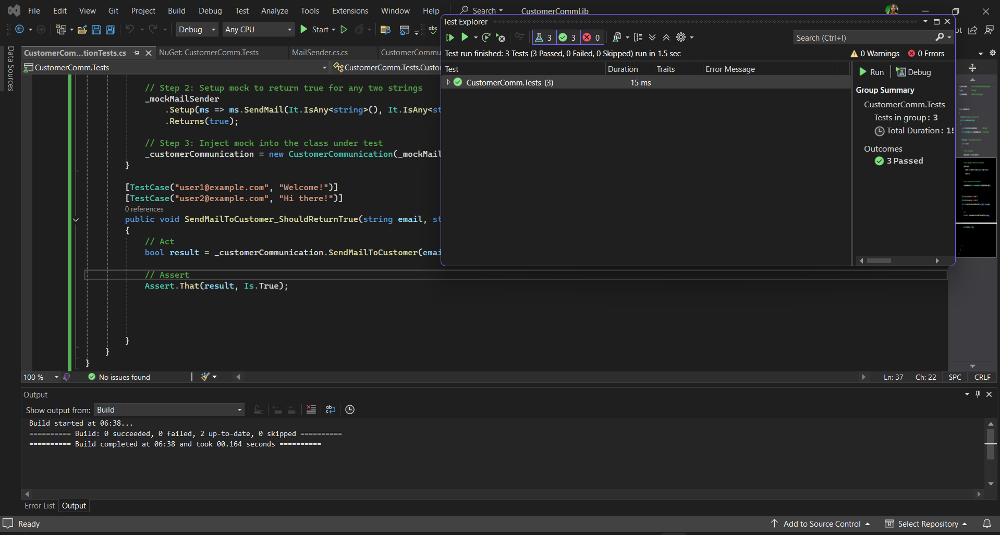 File Edit View Git Project Build Debug Test Analyze Tools Extensions Window Help Search CustomerCommLib
Debug Any CPU Start
Data Sources
CustomerCom...tionTests.cs NuGet: CustomerComm.Tests MailSender.cs.cs CustomerCommu
CustomerComm.Tests CustomerComm.Tests.Custo
// Step 2: Setup mock to return true for any two strings
_mockMailSender
.Setup(ms => ms.SendMail(It.IsAny<string>(), It.IsAny<st
.Returns(true);
// Step 3: Inject mock into the class under test
_customerCommunication = new CustomerCommunication(_mockMail
}
[TestCase("user1@example.com", "Welcome!")]
[TestCase("user2@example.com", "Hi there!")]
0 references
public void SendMailToCustomer_ShouldReturnTrue(string email, st
{
// Act
bool result = _customerCommunication.SendMailToCustomer(emai
// Assert
Assert.That(result, Is.True);
}
}
}
Test Explorer
3 3 0
Search (Ctrl+I)
ot
Test run finished: 3 Tests (3 Passed, 0 Failed, 0 Skipped) run in 1.5 sec
0 Warnings 0 Errors
Test Duration Traits Error Message
CustomerComm.Tests (3) 15 ms
Run Debug
Group Summary
CustomerComm.Tests
Tests in group: 3
Total Duration: 15
Outcomes
3 Passed
100 % No issues found Ln: 37 Ch: 22 SPC CRLF
Output
Show output from: Build
Build started at 06:38...
========== Build: 0 succeeded, 0 failed, 2 up-to-date, 0 skipped ==========
========== Build completed at 06:38 and took 00.164 seconds ==========
Error List Output
Ready Add to Source Control Select Repository